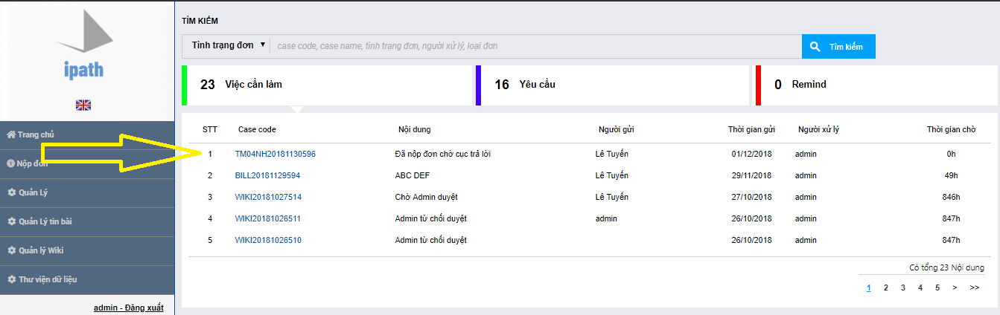 ipath
Trang chủ
Nộp đơn
Quản Lý
Quản Lý tin bài
Quản lý Wiki
Thư viện dữ liệu
admin - Đăng xuất
TÌM KIẾM
Tình trạng đơn ▼ case code, case name, tình trạng đơn, người xử lý, loại đơn Tìm kiếm
23 Việc cần làm 16 Yêu cầu 0 Remind
STT Case code Nội dung Người gửi Thời gian gửi Người xử lý Thời gian chờ
1 TM04NH20181130596 Đã nộp đơn chờ cục trả lời Lê Tuyến 01/12/2018 admin 0h
2 BILL20181129594 ABC DEF Lê Tuyến 29/11/2018 admin 49h
3 WIKI20181027514 Chờ Admin duyệt Lê Tuyến 27/10/2018 admin 846h
4 WIKI20181026511 Admin từ chối duyệt admin 26/10/2018 admin 847h
5 WIKI20181026510 Admin từ chối duyệt 26/10/2018 admin 847h
Có tổng 23 Nội dung
1 2 3 4 5 > >>